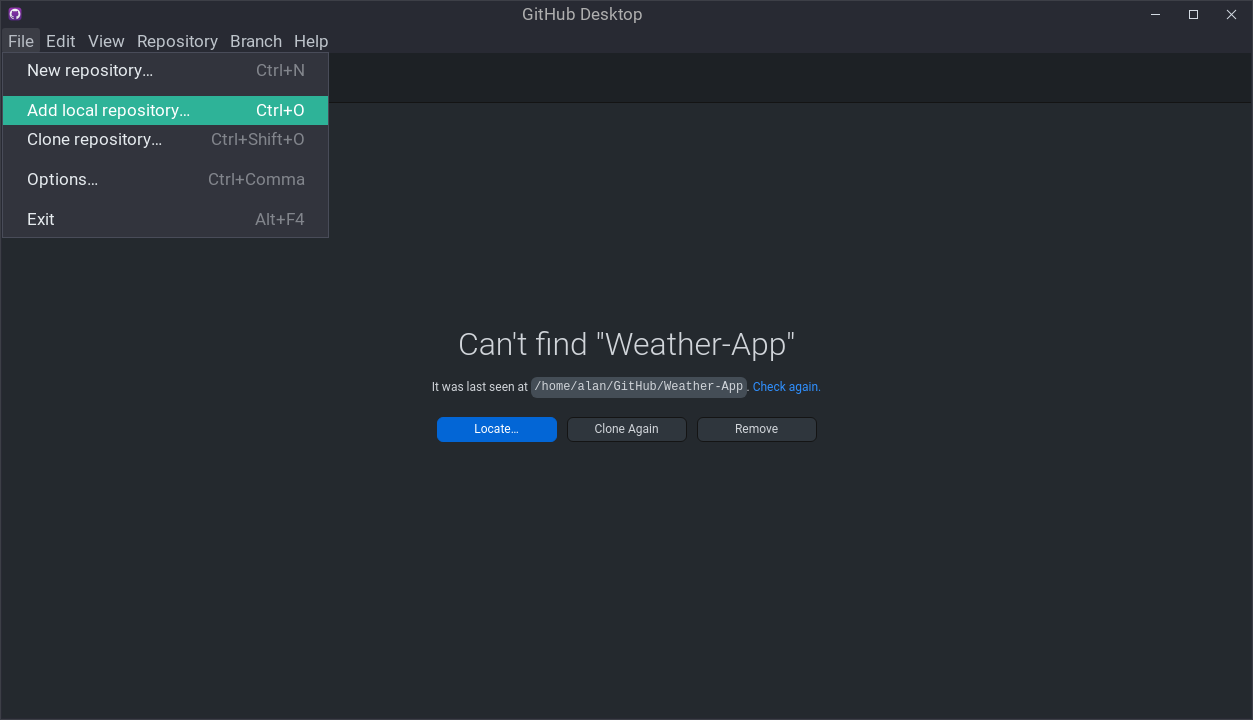 GitHub Desktop
File Edit View Repository Branch Help
New repository… Ctrl+N
Add local repository… Ctrl+O
Clone repository… Ctrl+Shift+O
Options… Ctrl+Comma
Exit Alt+F4
Can't find "Weather-App"
It was last seen at /home/alan/GitHub/Weather-App. Check again.
Locate… Clone Again Remove